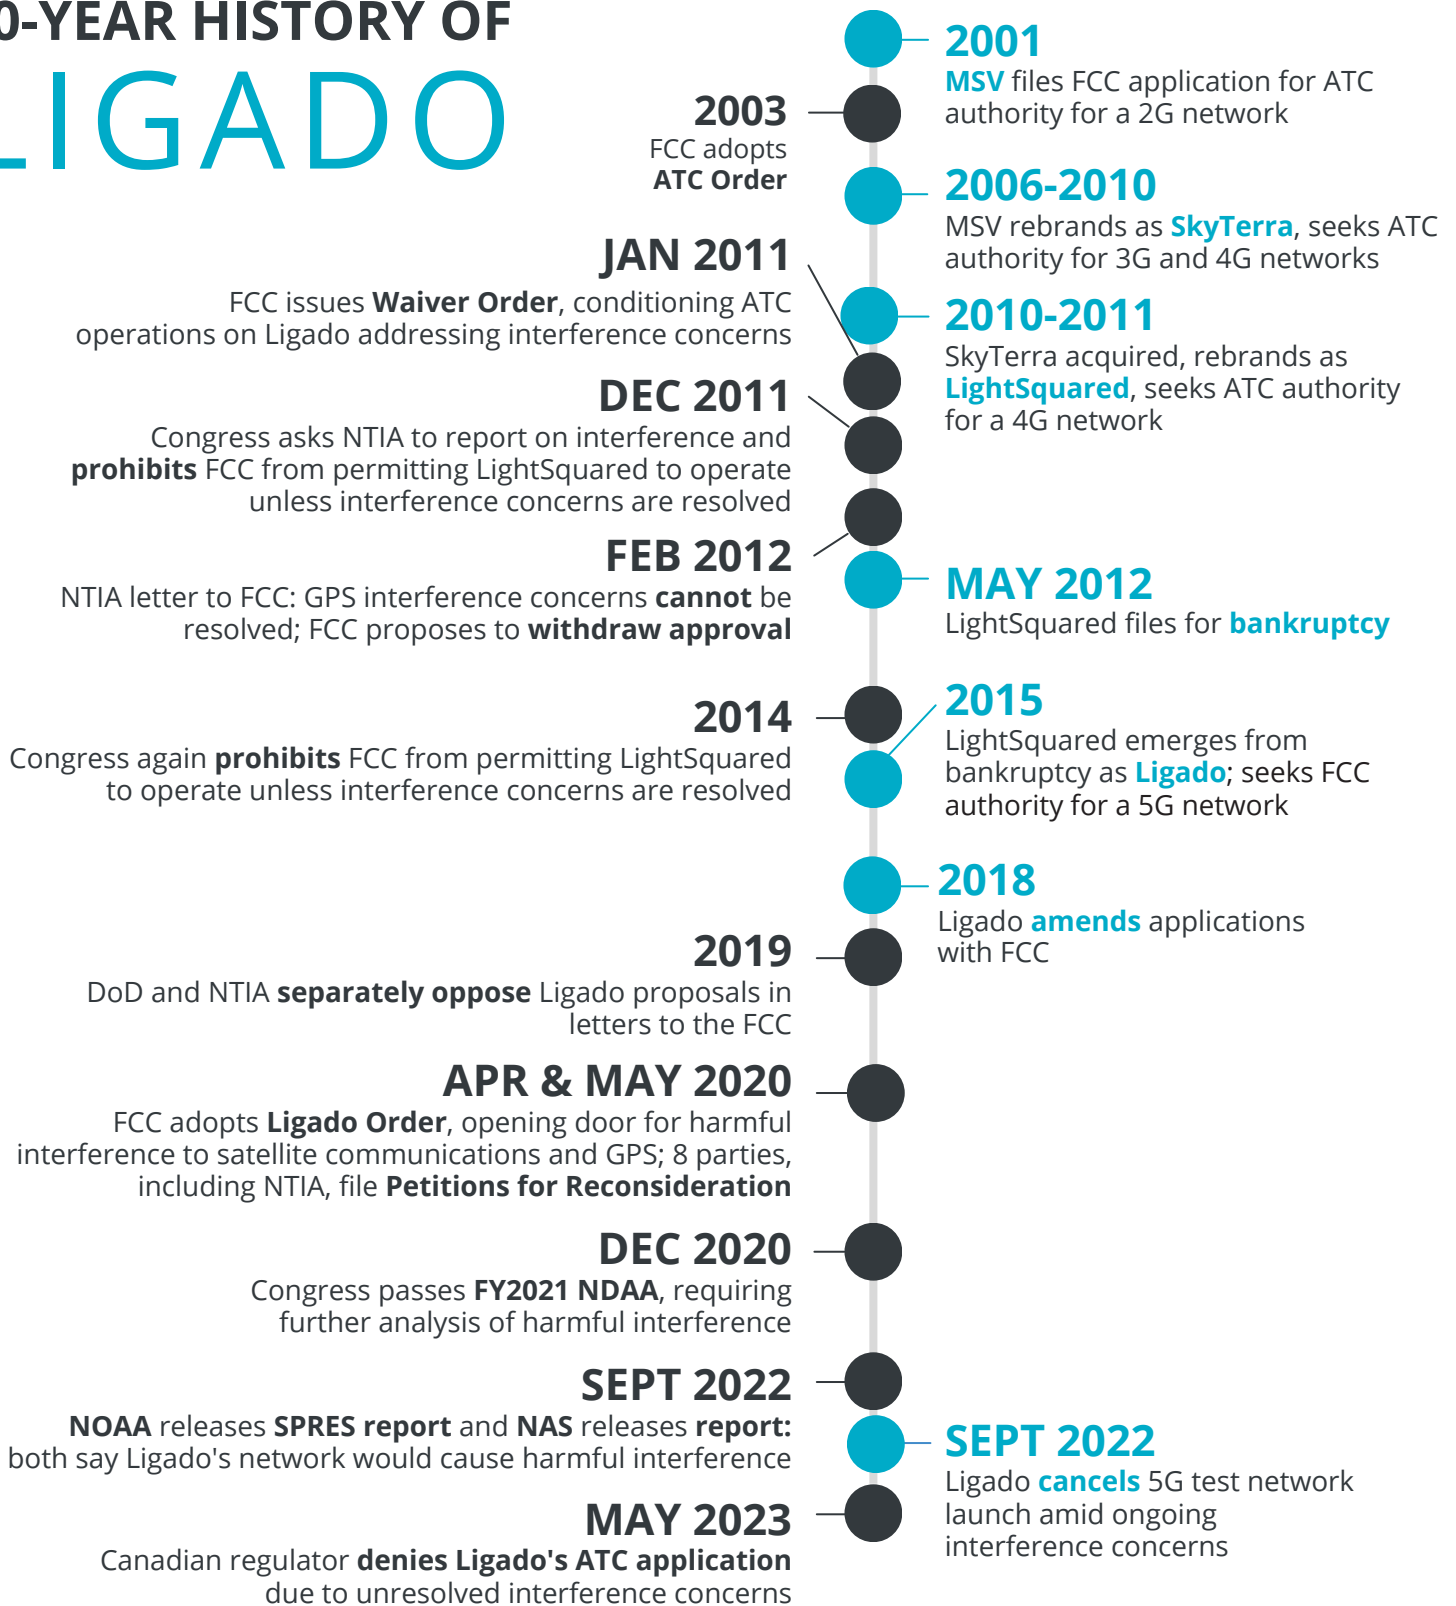 0-YEAR HISTORY OF
LIGADO
2001
MSV files FCC application for ATC
authority for a 2G network
2003
FCC adopts
ATC Order
2006-2010
MSV rebrands as SkyTerra, seeks ATC
authority for 3G and 4G networks
JAN 2011
FCC issues Waiver Order, conditioning ATC
operations on Ligado addressing interference concerns
2010-2011
SkyTerra acquired, rebrands as
LightSquared, seeks ATC authority
for a 4G network
DEC 2011
Congress asks NTIA to report on interference and
prohibits FCC from permitting LightSquared to operate
unless interference concerns are resolved
FEB 2012
NTIA letter to FCC: GPS interference concerns cannot be
resolved; FCC proposes to withdraw approval
MAY 2012
LightSquared files for bankruptcy
2014
Congress again prohibits FCC from permitting LightSquared
to operate unless interference concerns are resolved
2015
LightSquared emerges from
bankruptcy as Ligado; seeks FCC
authority for a 5G network
2018
Ligado amends applications
with FCC
2019
DoD and NTIA separately oppose Ligado proposals in
letters to the FCC
APR & MAY 2020
FCC adopts Ligado Order, opening door for harmful
interference to satellite communications and GPS; 8 parties,
including NTIA, file Petitions for Reconsideration
DEC 2020
Congress passes FY2021 NDAA, requiring
further analysis of harmful interference
SEPT 2022
NOAA releases SPRES report and NAS releases report:
both say Ligado's network would cause harmful interference
SEPT 2022
Ligado cancels 5G test network
launch amid ongoing
interference concerns
MAY 2023
Canadian regulator denies Ligado's ATC application
due to unresolved interference concerns